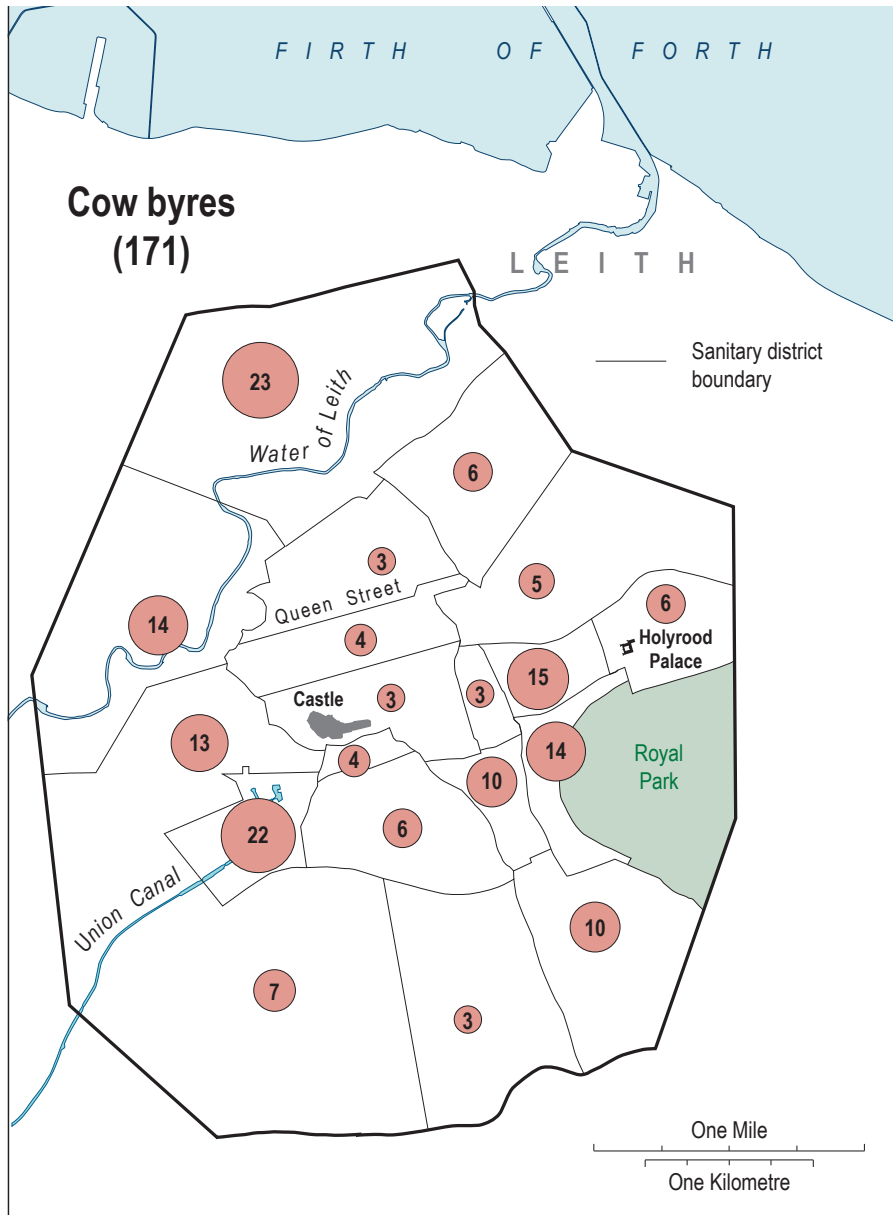 FIRTH OF FORTH
Cow byres
(171)
LEITH
Sanitary district
boundary
23
Water of Leith
6
3
Queen Street
5
6
14
4
Holyrood
Palace
15
3
3
Castle
13
4
14
Royal
Park
10
22
6
Union Canal
10
7
3
One Mile
One Kilometre